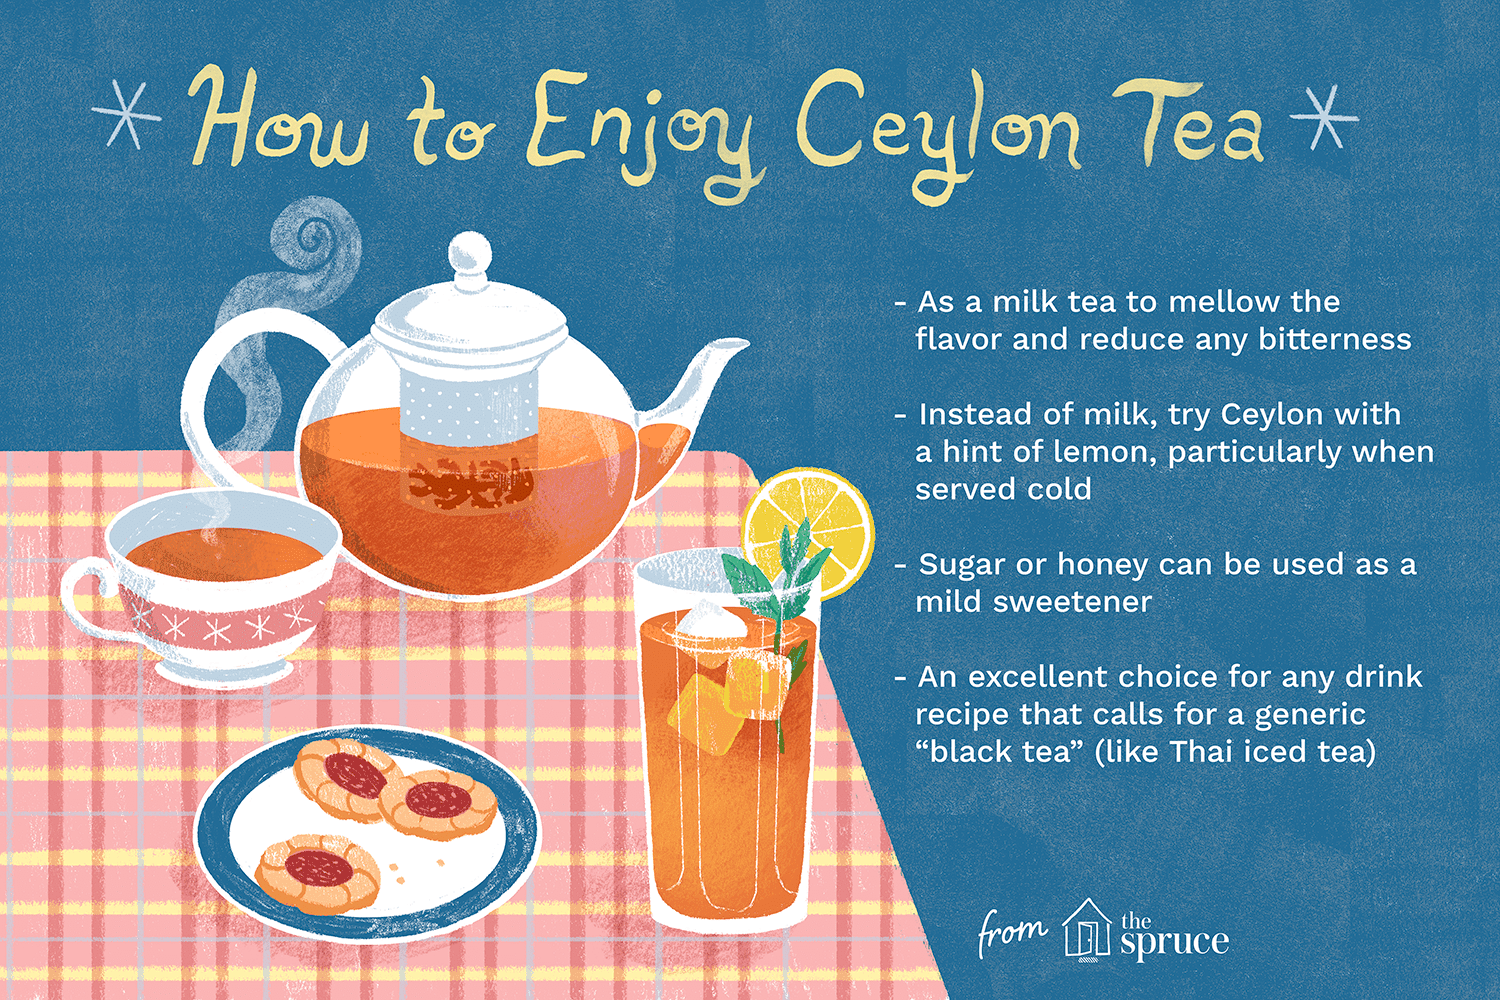 How to Enjoy Ceylon Tea
- As a milk tea to mellow the
flavor and reduce any bitterness
- Instead of milk, try Ceylon with
a hint of lemon, particularly when
served cold
- Sugar or honey can be used as a
mild sweetener
- An excellent choice for any drink
recipe that calls for a generic
“black tea” (like Thai iced tea)
from the
spruce